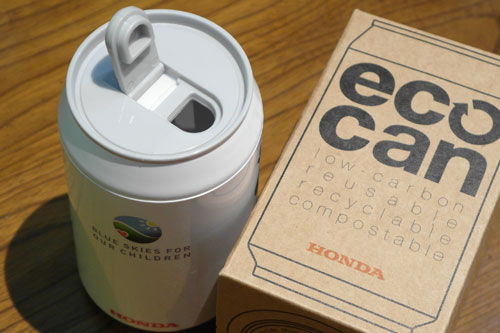 BLUE SKIES FOR
OUR CHILDREN
HONDA
eco
can
low carbon
reusable
recyclable
compostable
HONDA